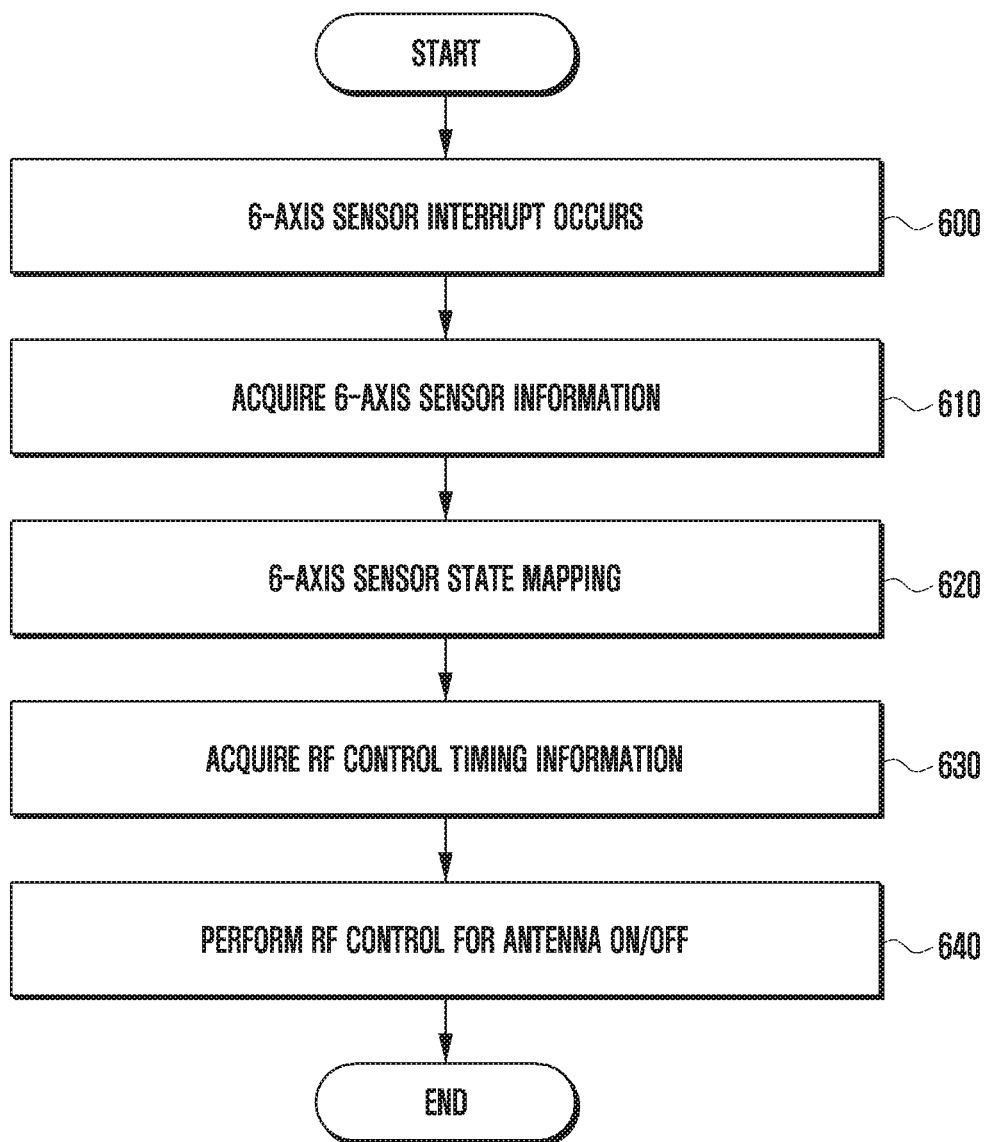 START
6-AXIS SENSOR INTERRUPT OCCURS
600
ACQUIRE 6-AXIS SENSOR INFORMATION
610
6-AXIS SENSOR STATE MAPPING
620
ACQUIRE RF CONTROL TIMING INFORMATION
630
PERFORM RF CONTROL FOR ANTENNA ON/OFF
640
END